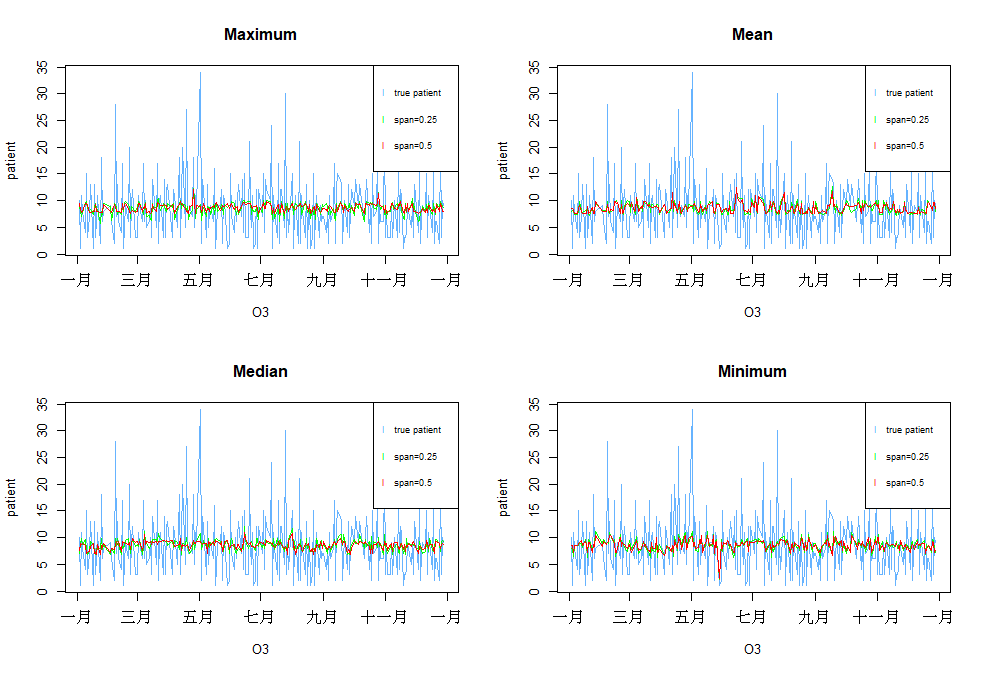 Maximum
patient
35
30
25
20
15
10
5
0
true patient
span=0.25
span=0.5
一月 三月 五月 七月 九月 十一月 一月
O3
Mean
patient
35
30
25
20
15
10
5
0
true patient
span=0.25
span=0.5
一月 三月 五月 七月 九月 十一月 一月
O3
Median
patient
35
30
25
20
15
10
5
0
true patient
span=0.25
span=0.5
一月 三月 五月 七月 九月 十一月 一月
O3
Minimum
patient
35
30
25
20
15
10
5
0
true patient
span=0.25
span=0.5
一月 三月 五月 七月 九月 十一月 一月
O3